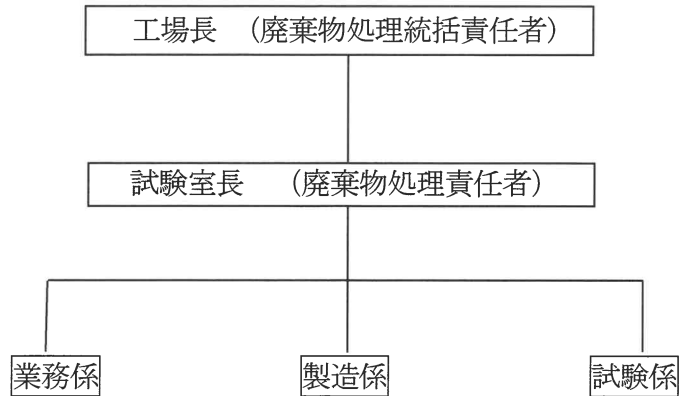 工場長　（廃棄物処理統括責任者）
試験室長　　（廃棄物処理責任者）
業務係　製造係　試験係